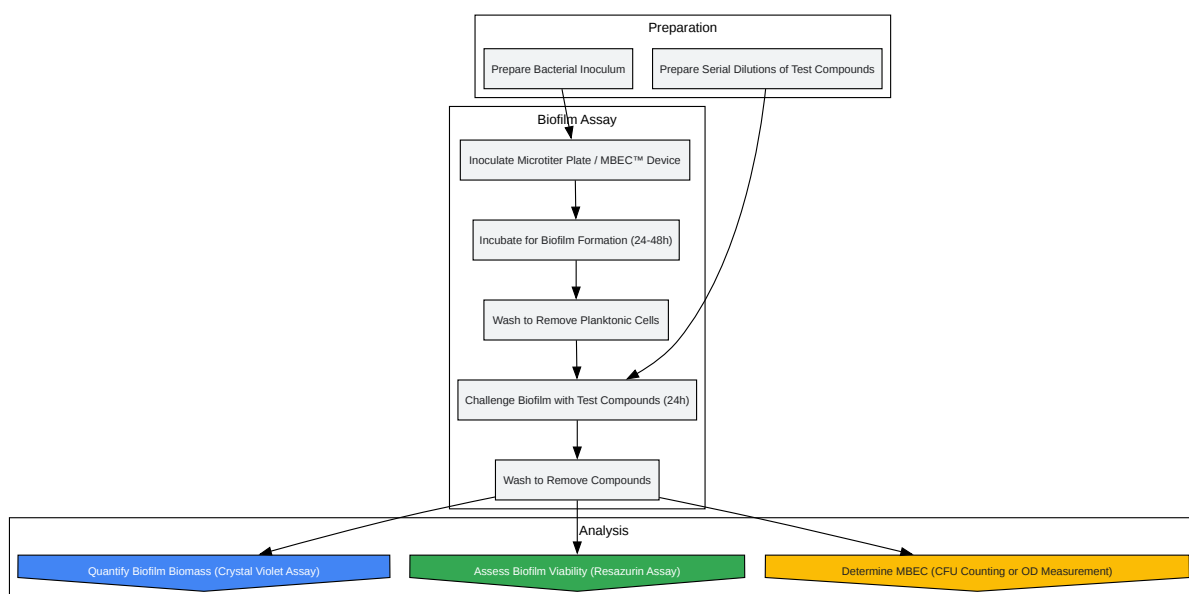 Preparation
Prepare Bacterial Inoculum
Prepare Serial Dilutions of Test Compounds
Biofilm Assay
Inoculate Microtiter Plate / MBEC™ Device
Incubate for Biofilm Formation (24-48h)
Wash to Remove Planktonic Cells
Challenge Biofilm with Test Compounds (24h)
Wash to Remove Compounds
Analysis
Quantify Biofilm Biomass (Crystal Violet Assay)
Assess Biofilm Viability (Resazurin Assay)
Determine MBEC (CFU Counting or OD Measurement)